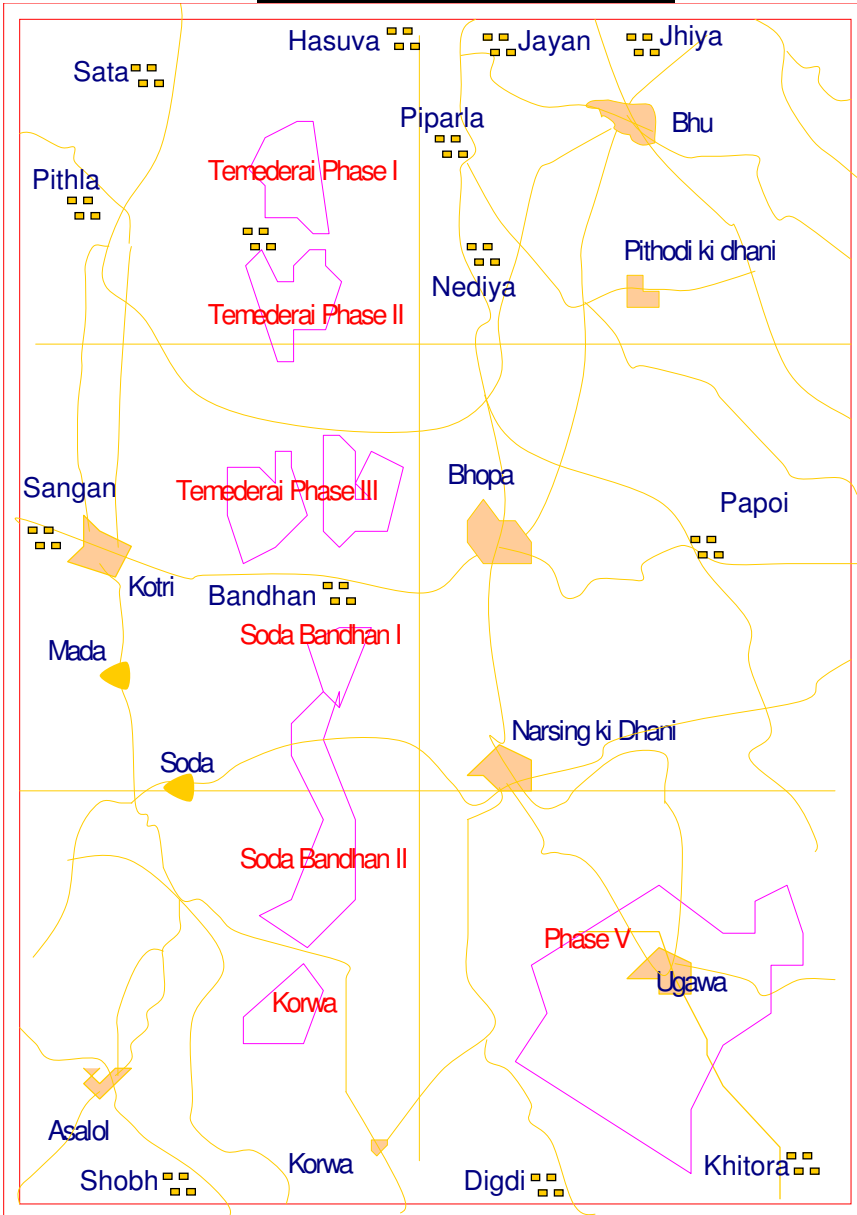 Hasuva
Jayan
Jhiya
Sata
Piparla
Bhu
Temederai Phase I
Pithla
Pithodi ki dhani
Nediya
Temederai Phase II
Bhopa
Sangan
Temederai Phase III
Papoi
Kotri
Bandhan
Soda Bandhan I
Mada
Narsing ki Dhani
Soda
Soda Bandhan II
Phase V
Ugawa
Korwa
Asalol
Korwa
Khitora
Shobh
Digdi